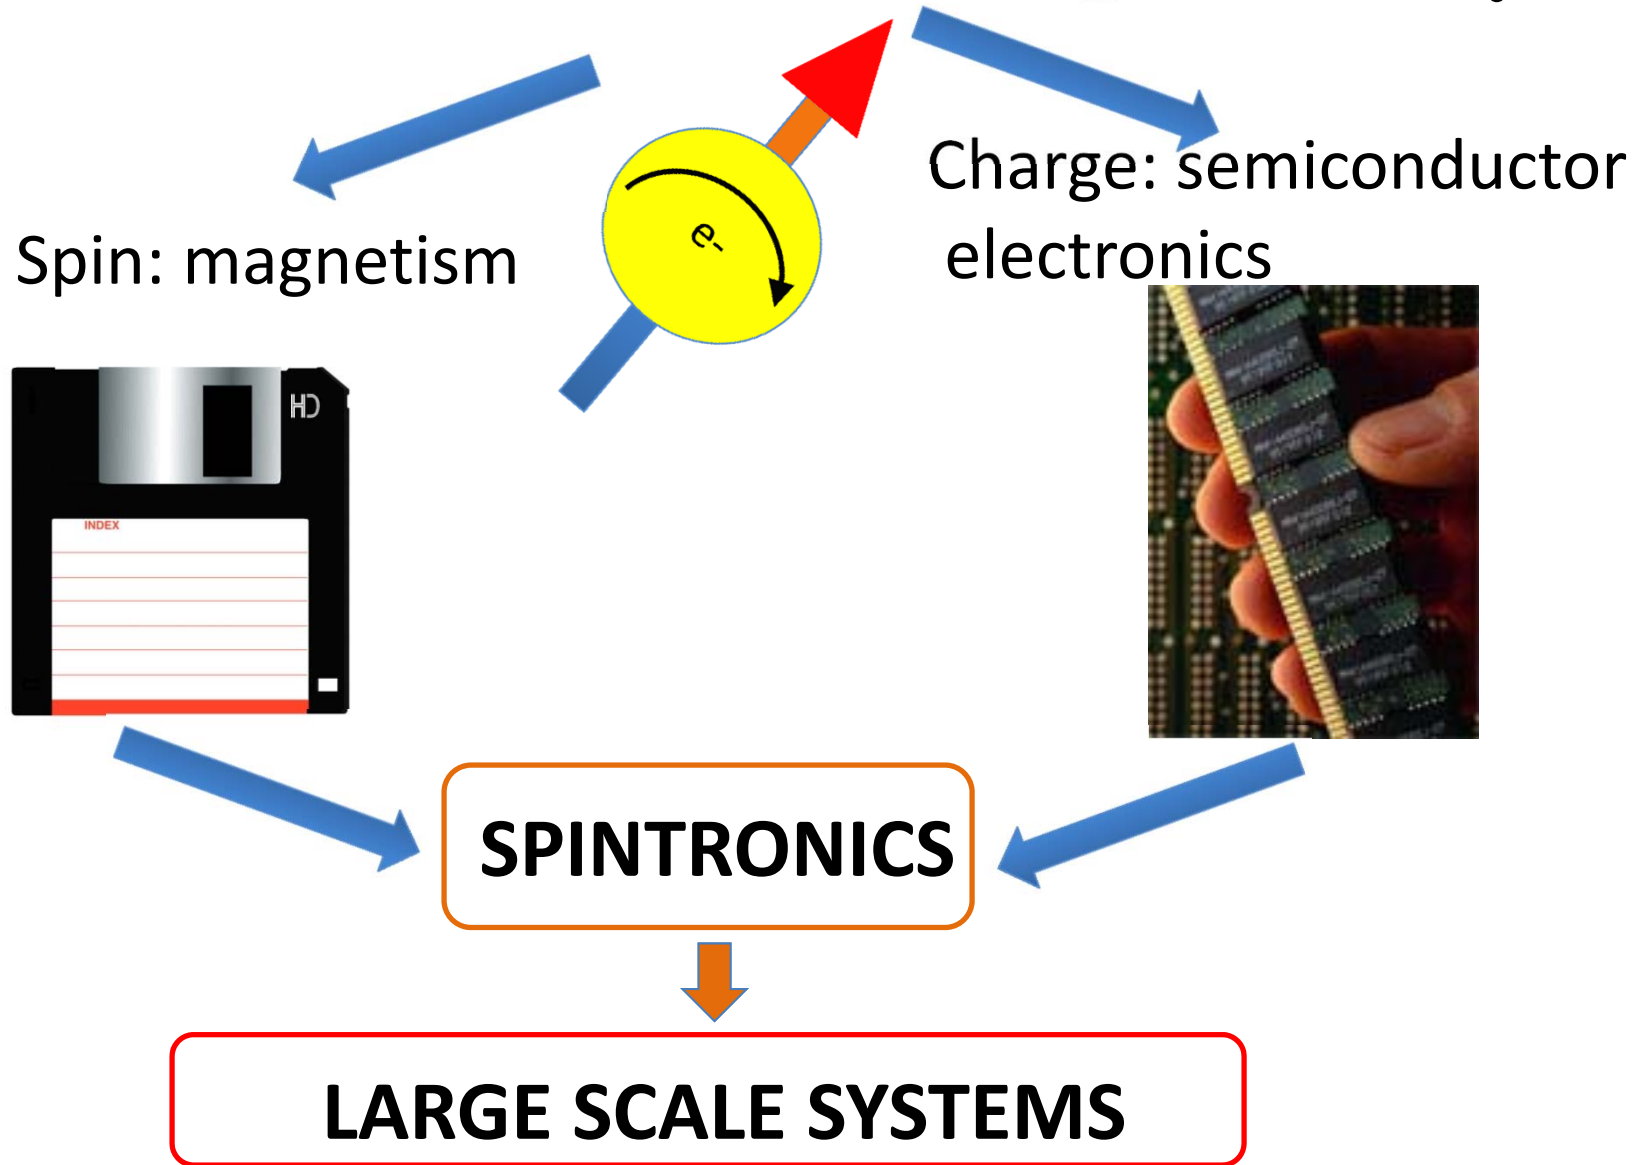 Charge: semiconductor
electronics
Spin: magnetism
e-
HD
INDEX
SPINTRONICS
LARGE SCALE SYSTEMS